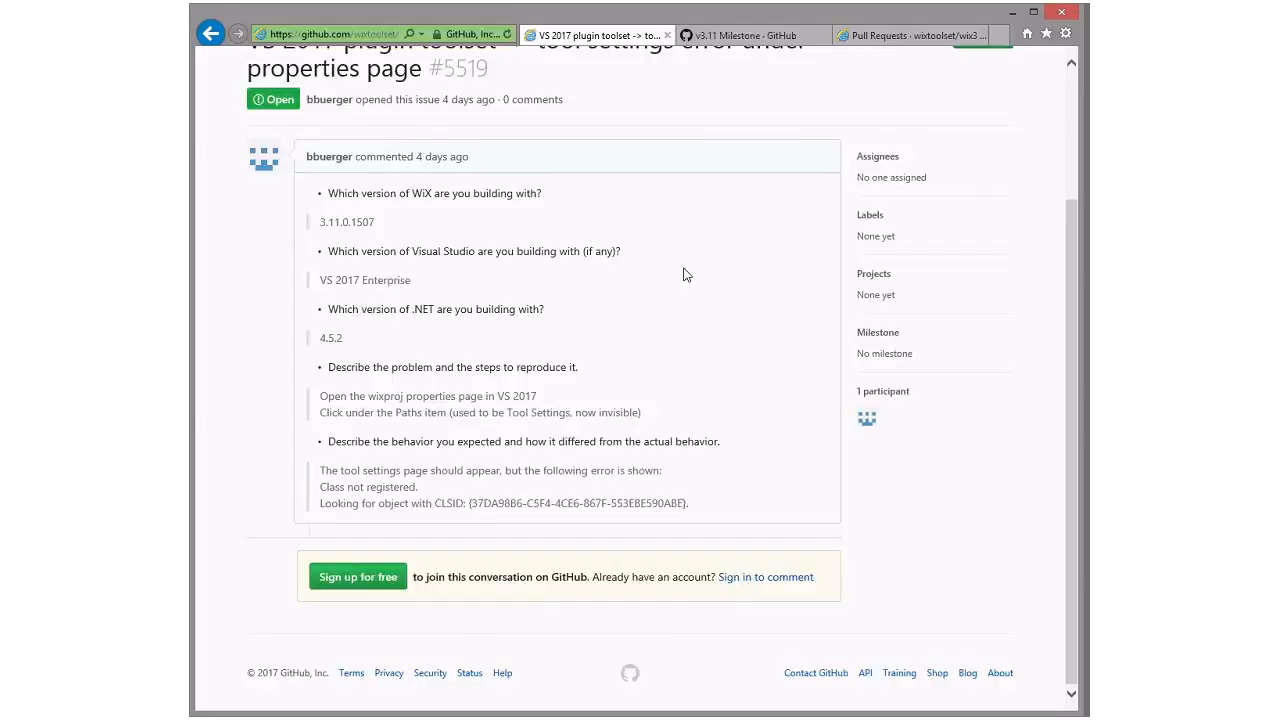 https://github.com/wixtoolset/
GitHub, Inc...
VS 2017 plugin toolset -> to...
v3.11 Milestone · GitHub
Pull Requests · wixtoolset/wix3 ...
VS 2017 plugin toolset -> tool settings error under
properties page #5519
Open
bbuerger opened this issue 4 days ago · 0 comments
bbuerger commented 4 days ago
• Which version of WiX are you building with?
3.11.0.1507
• Which version of Visual Studio are you building with (if any)?
VS 2017 Enterprise
• Which version of .NET are you building with?
4.5.2
• Describe the problem and the steps to reproduce it.
Open the wixproj properties page in VS 2017
Click under the Paths item (used to be Tool Settings, now invisible)
• Describe the behavior you expected and how it differed from the actual behavior.
The tool settings page should appear, but the following error is shown:
Class not registered.
Looking for object with CLSID: {37DA98B6-C5F4-4CE6-867F-553EBE590ABE}.
Assignees
No one assigned
Labels
None yet
Projects
None yet
Milestone
No milestone
1 participant
Sign up for free to join this conversation on GitHub. Already have an account? Sign in to comment
© 2017 GitHub, Inc. Terms Privacy Security Status Help
Contact GitHub API Training Shop Blog About